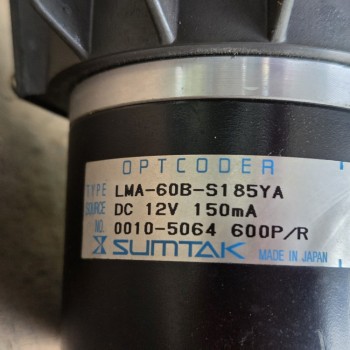 OPTCODER
TYPE LMA-60B-S185YA
SOURCE DC 12V 150mA
NO. 0010-5064 600P/R
SUMTAK MADE IN JAPAN